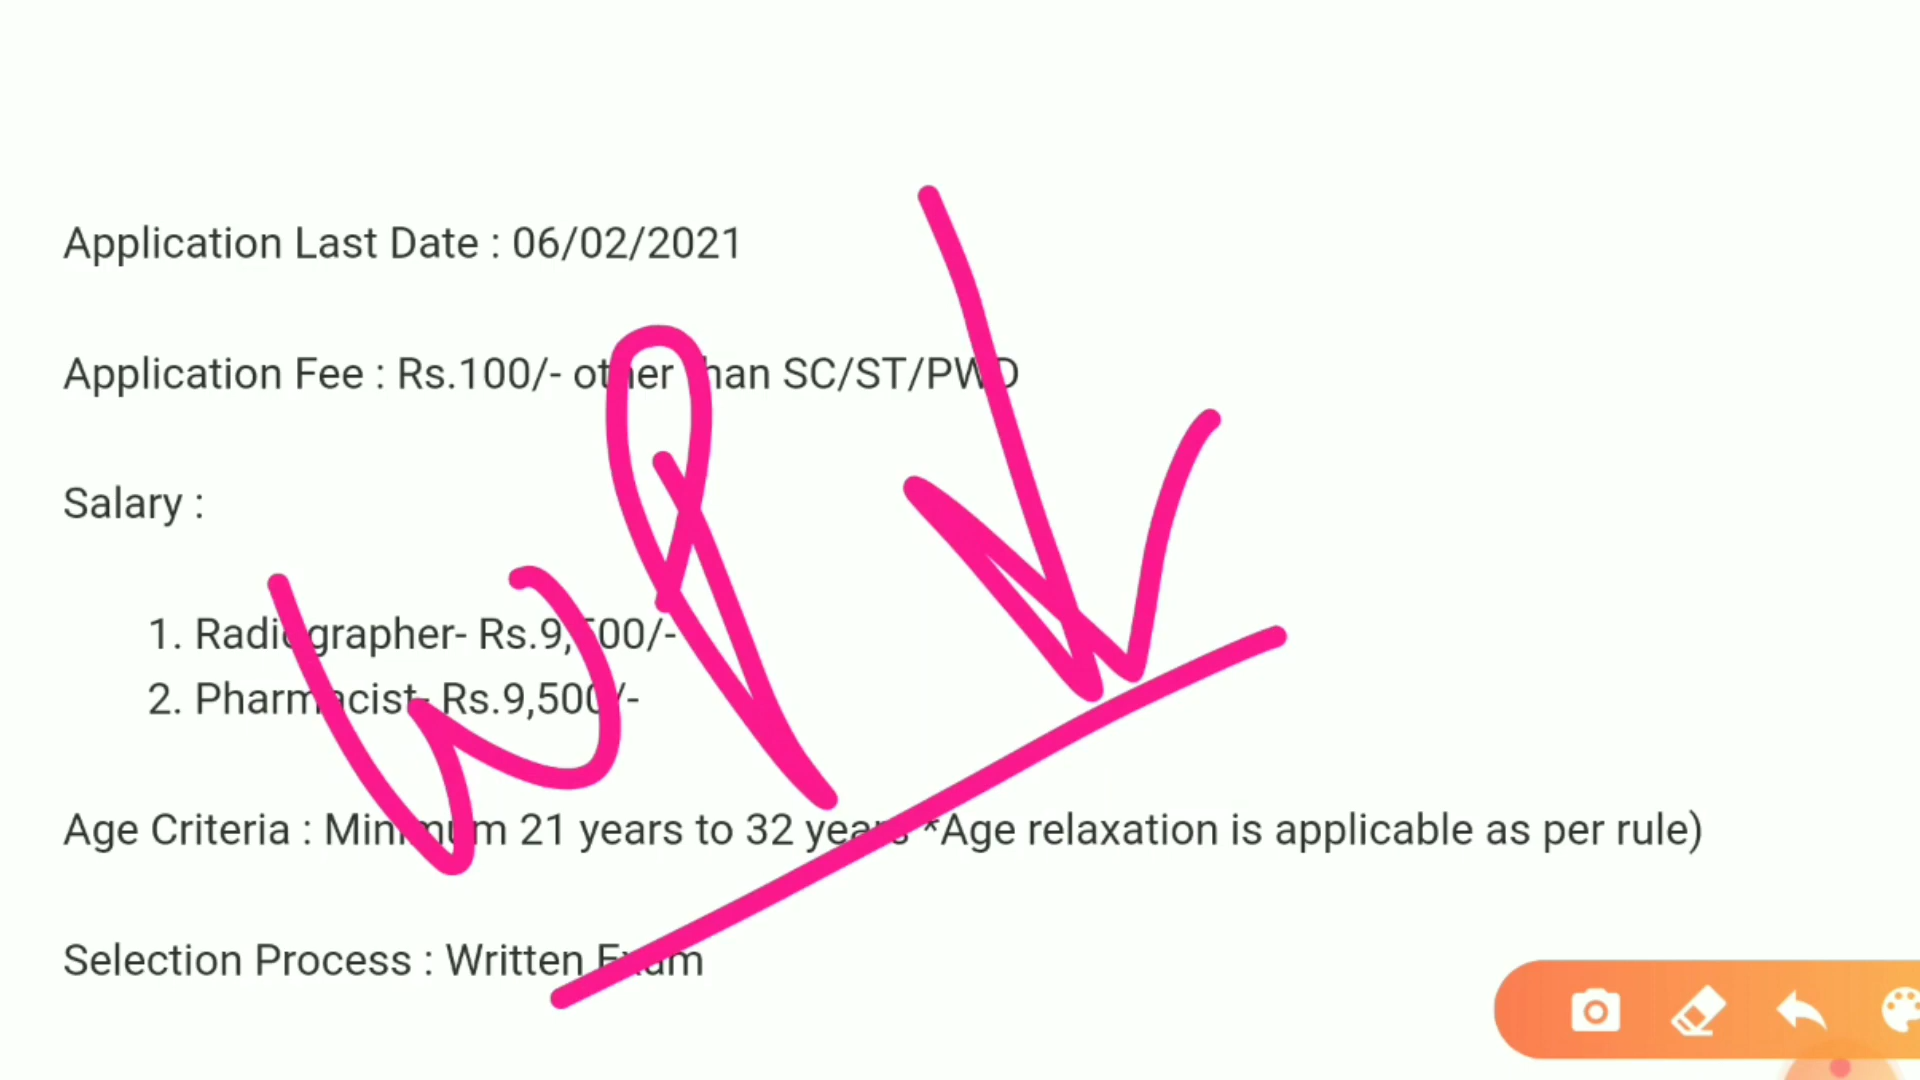 Application Last Date : 06/02/2021
Application Fee : Rs.100/- other than SC/ST/PWD
Salary :
1. Radiographer- Rs.9,500/-
2. Pharmacist- Rs.9,500/-
Age Criteria : Minimum 21 years to 32 years *Age relaxation is applicable as per rule)
Selection Process : Written Exam